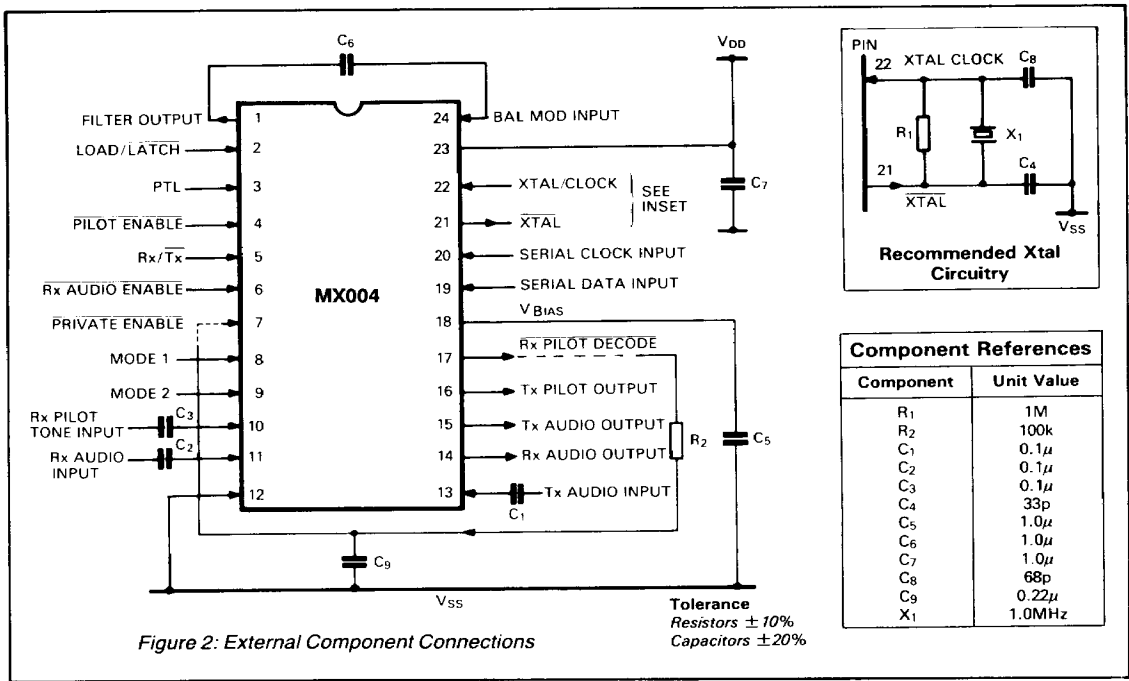 C6
VDD
FILTER OUTPUT
1
24
BAL MOD INPUT
LOAD/LATCH
2
23
PTL
3
22
XTAL/CLOCK
C7
PILOT ENABLE
4
21
XTAL
SEE
INSET
Rx/Tx
5
20
SERIAL CLOCK INPUT
Rx AUDIO ENABLE
6
MX004
19
SERIAL DATA INPUT
PRIVATE ENABLE
7
18
VBIAS
MODE 1
8
17
Rx PILOT DECODE
MODE 2
9
16
Tx PILOT OUTPUT
Rx PILOT
TONE INPUT
C3
10
15
Tx AUDIO OUTPUT
R2
C5
Rx AUDIO
INPUT
C2
11
14
Rx AUDIO OUTPUT
12
13
C1
Tx AUDIO INPUT
C9
VSS
Tolerance
Resistors ±10%
Capacitors ±20%
Figure 2: External Component Connections
PIN
22
XTAL CLOCK
C8
R1
X1
21
XTAL
C4
VSS
Recommended Xtal
Circuitry
Component References
Component Unit Value
R1 1M
R2 100k
C1 0.1μ
C2 0.1μ
C3 0.1μ
C4 33p
C5 1.0μ
C6 1.0μ
C7 1.0μ
C8 68p
C9 0.22μ
X1 1.0MHz